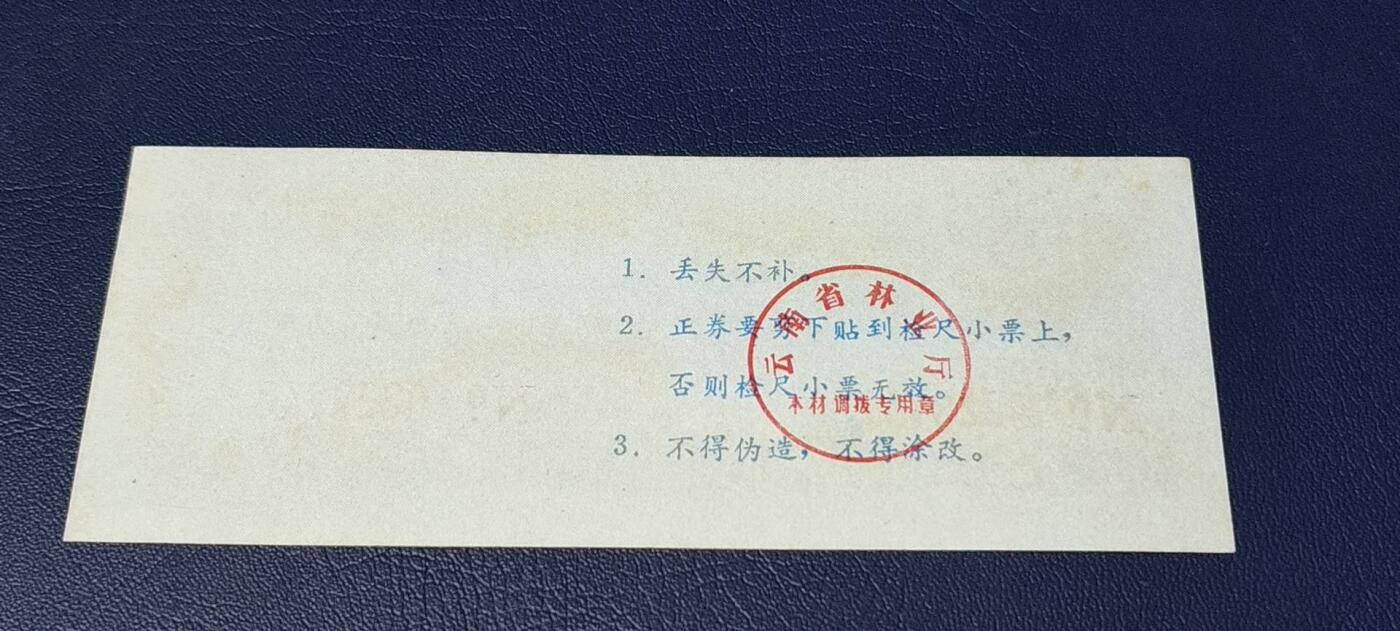 1. 丢失不补。
2. 正券要剪下贴到检尺小票上，
否则检尺小票无效。
3. 不得伪造，不得涂改。
云南省林业厅
木材调拨专用章